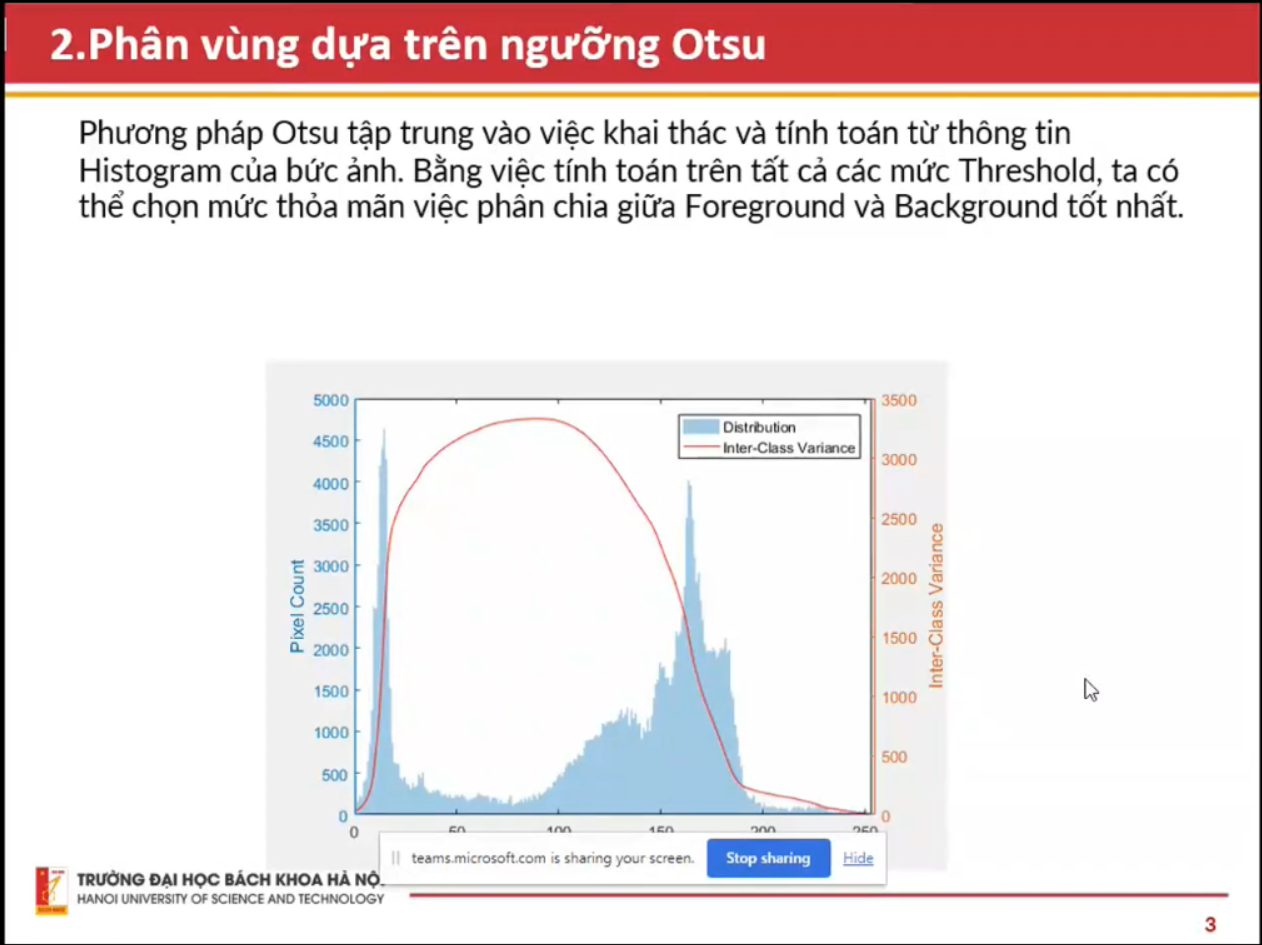 2.Phân vùng dựa trên ngưỡng Otsu
Phương pháp Otsu tập trung vào việc khai thác và tính toán từ thông tin
Histogram của bức ảnh. Bằng việc tính toán trên tất cả các mức Threshold, ta có
thể chọn mức thỏa mãn việc phân chia giữa Foreground và Background tốt nhất.
5000
4500
4000
3500
3000
2500
2000
1500
1000
500
0
Pixel Count
Distribution
Inter-Class Variance
3500
3000
2500
2000
1500
1000
500
0
Inter-Class Variance
0 50 100 150 200 250
teams.microsoft.com is sharing your screen. Stop sharing Hide
TRƯỜNG ĐẠI HỌC BÁCH KHOA HÀ
HANOI UNIVERSITY OF SCIENCE AND TECHNOLOGY
3